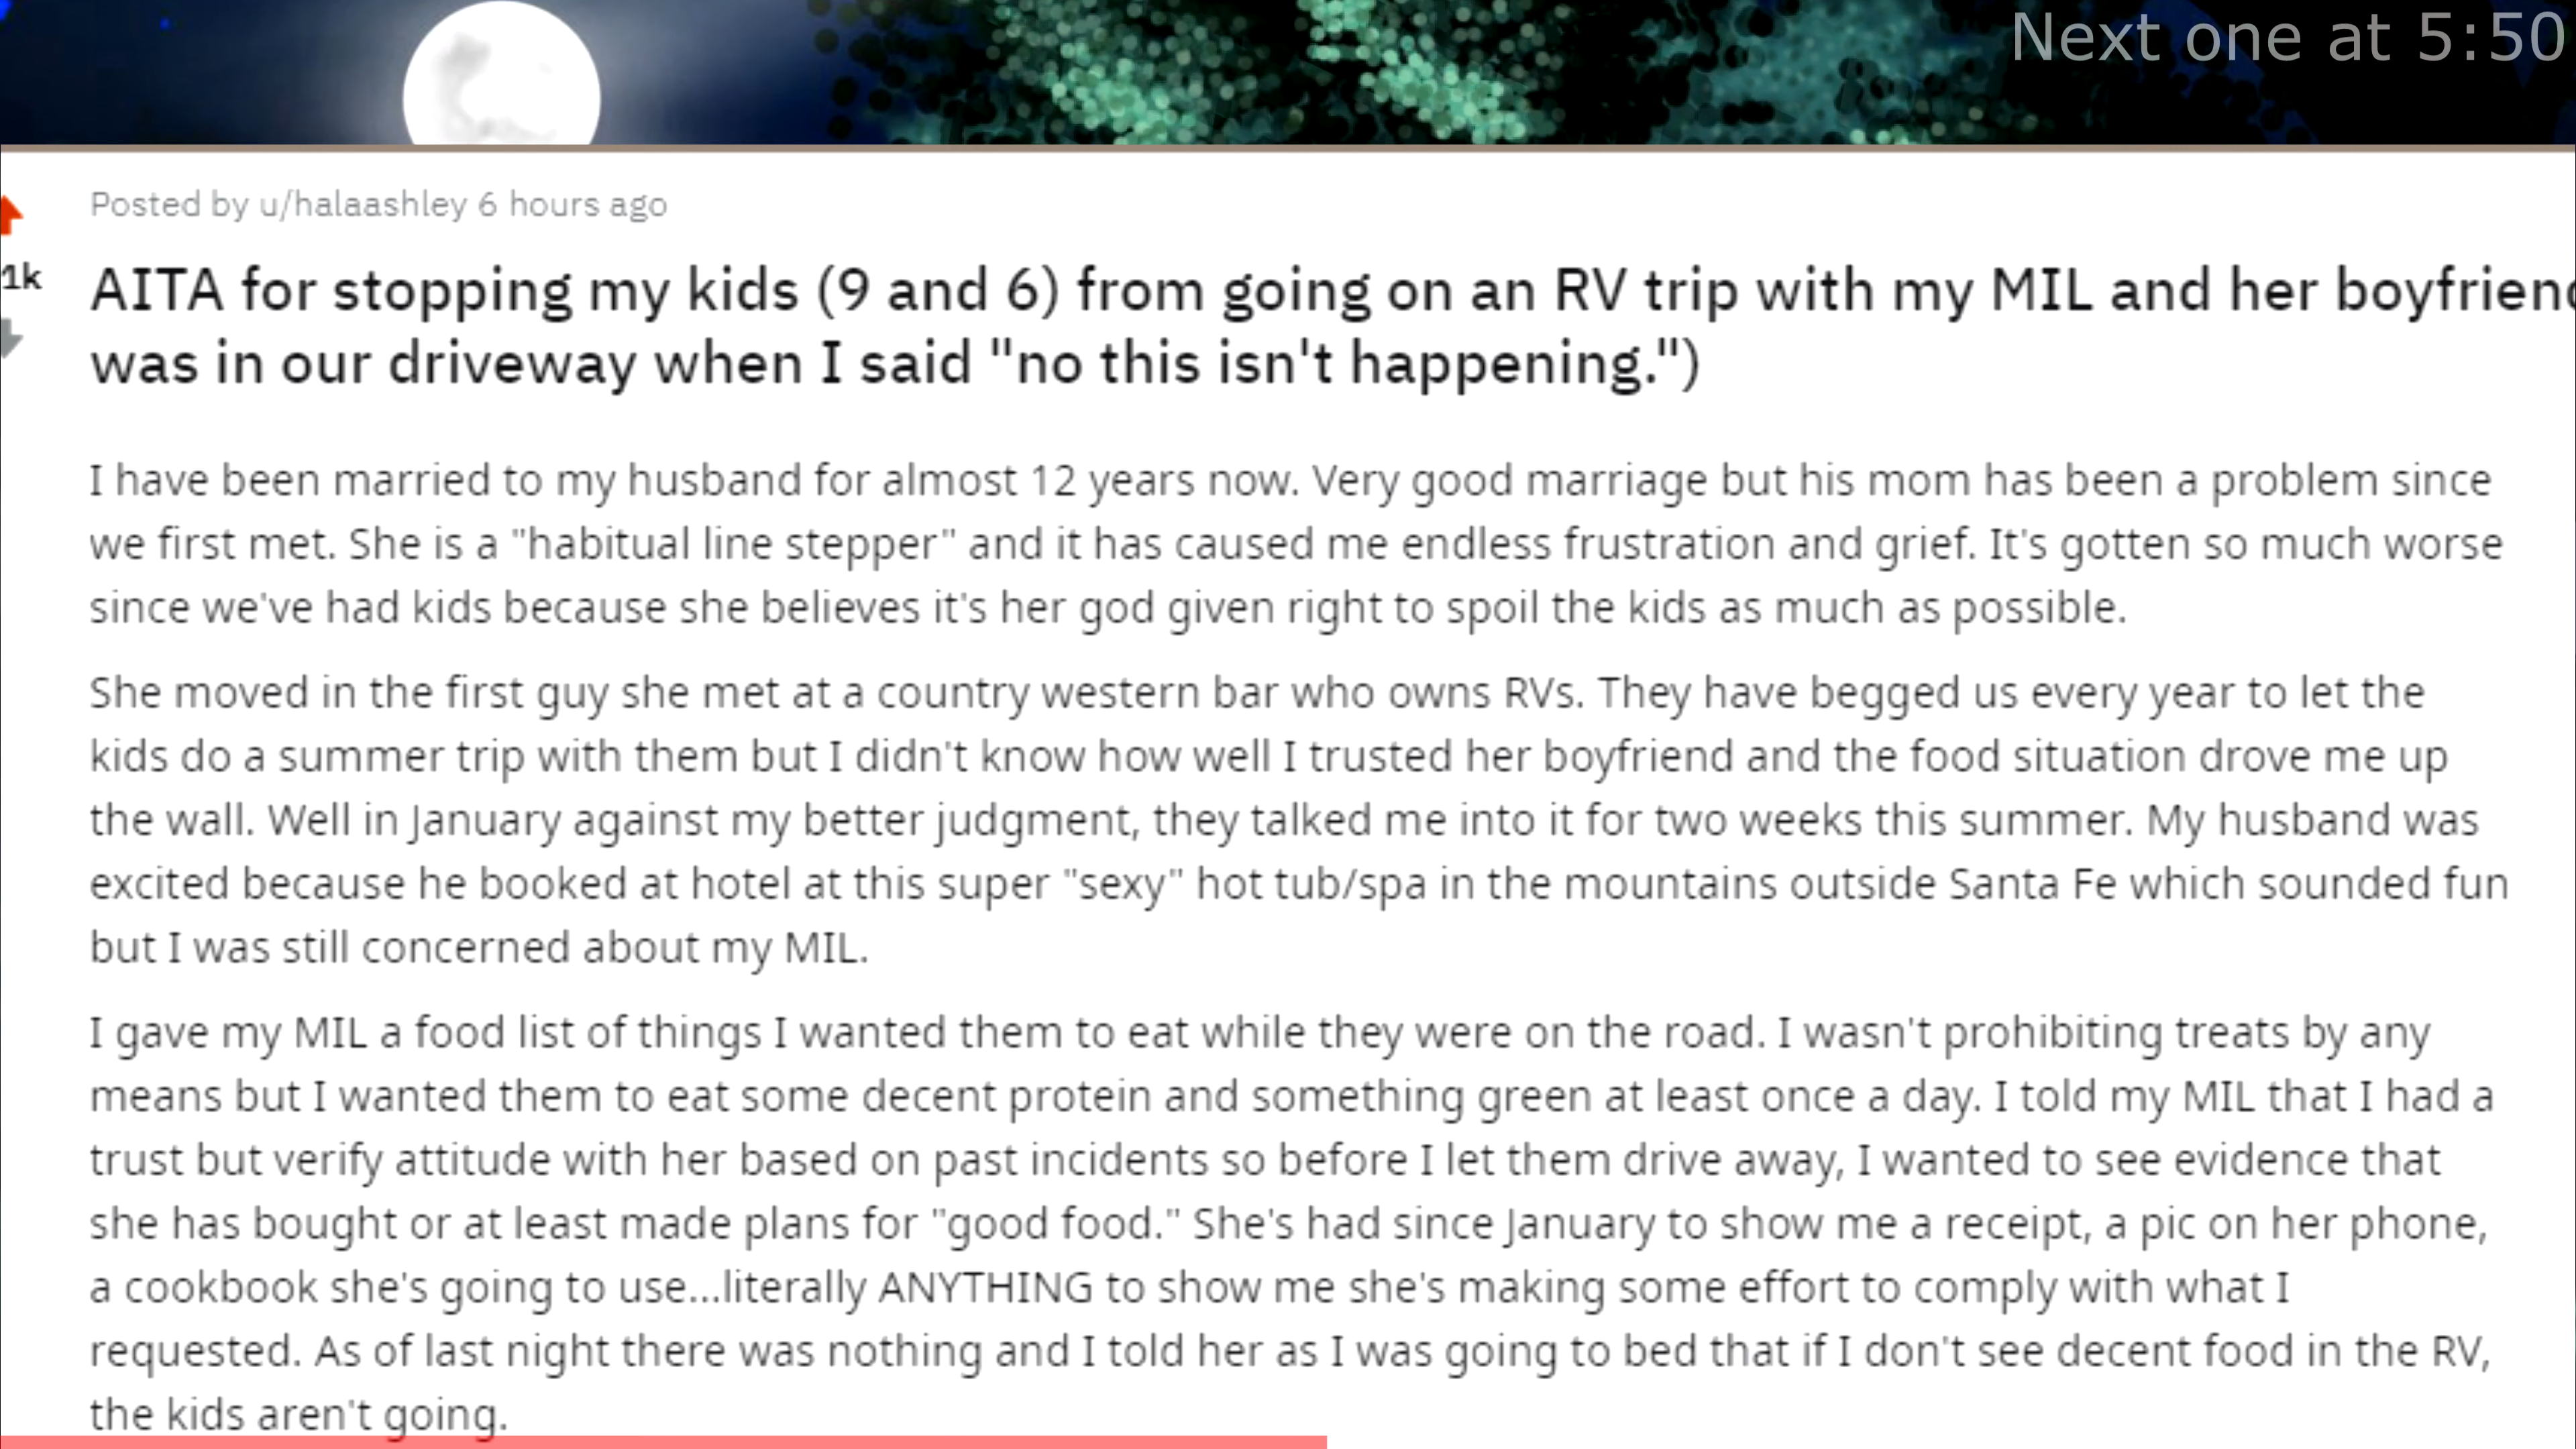 Next one at 5:50
Posted by u/halaashley 6 hours ago
1k
AITA for stopping my kids (9 and 6) from going on an RV trip with my MIL and her boyfrien
was in our driveway when I said "no this isn't happening.")
I have been married to my husband for almost 12 years now. Very good marriage but his mom has been a problem since
we first met. She is a "habitual line stepper" and it has caused me endless frustration and grief. It's gotten so much worse
since we've had kids because she believes it's her god given right to spoil the kids as much as possible.
She moved in the first guy she met at a country western bar who owns RVs. They have begged us every year to let the
kids do a summer trip with them but I didn't know how well I trusted her boyfriend and the food situation drove me up
the wall. Well in January against my better judgment, they talked me into it for two weeks this summer. My husband was
excited because he booked at hotel at this super "sexy" hot tub/spa in the mountains outside Santa Fe which sounded fun
but I was still concerned about my MIL.
I gave my MIL a food list of things I wanted them to eat while they were on the road. I wasn't prohibiting treats by any
means but I wanted them to eat some decent protein and something green at least once a day. I told my MIL that I had a
trust but verify attitude with her based on past incidents so before I let them drive away, I wanted to see evidence that
she has bought or at least made plans for "good food." She's had since January to show me a receipt, a pic on her phone,
a cookbook she's going to use...literally ANYTHING to show me she's making some effort to comply with what I
requested. As of last night there was nothing and I told her as I was going to bed that if I don't see decent food in the RV,
the kids aren't going.